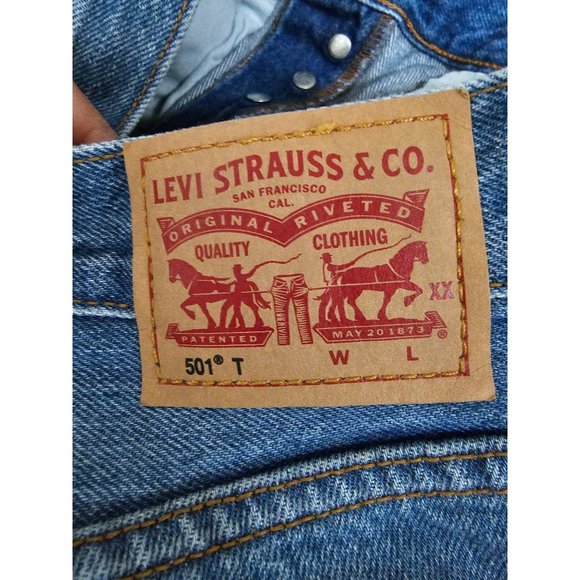 LEVI STRAUSS & CO.
SAN FRANCISCO
CAL.
ORIGINAL RIVETED
QUALITY CLOTHING
XX
PATENTED MAY 20 1873 ®
501® T W L